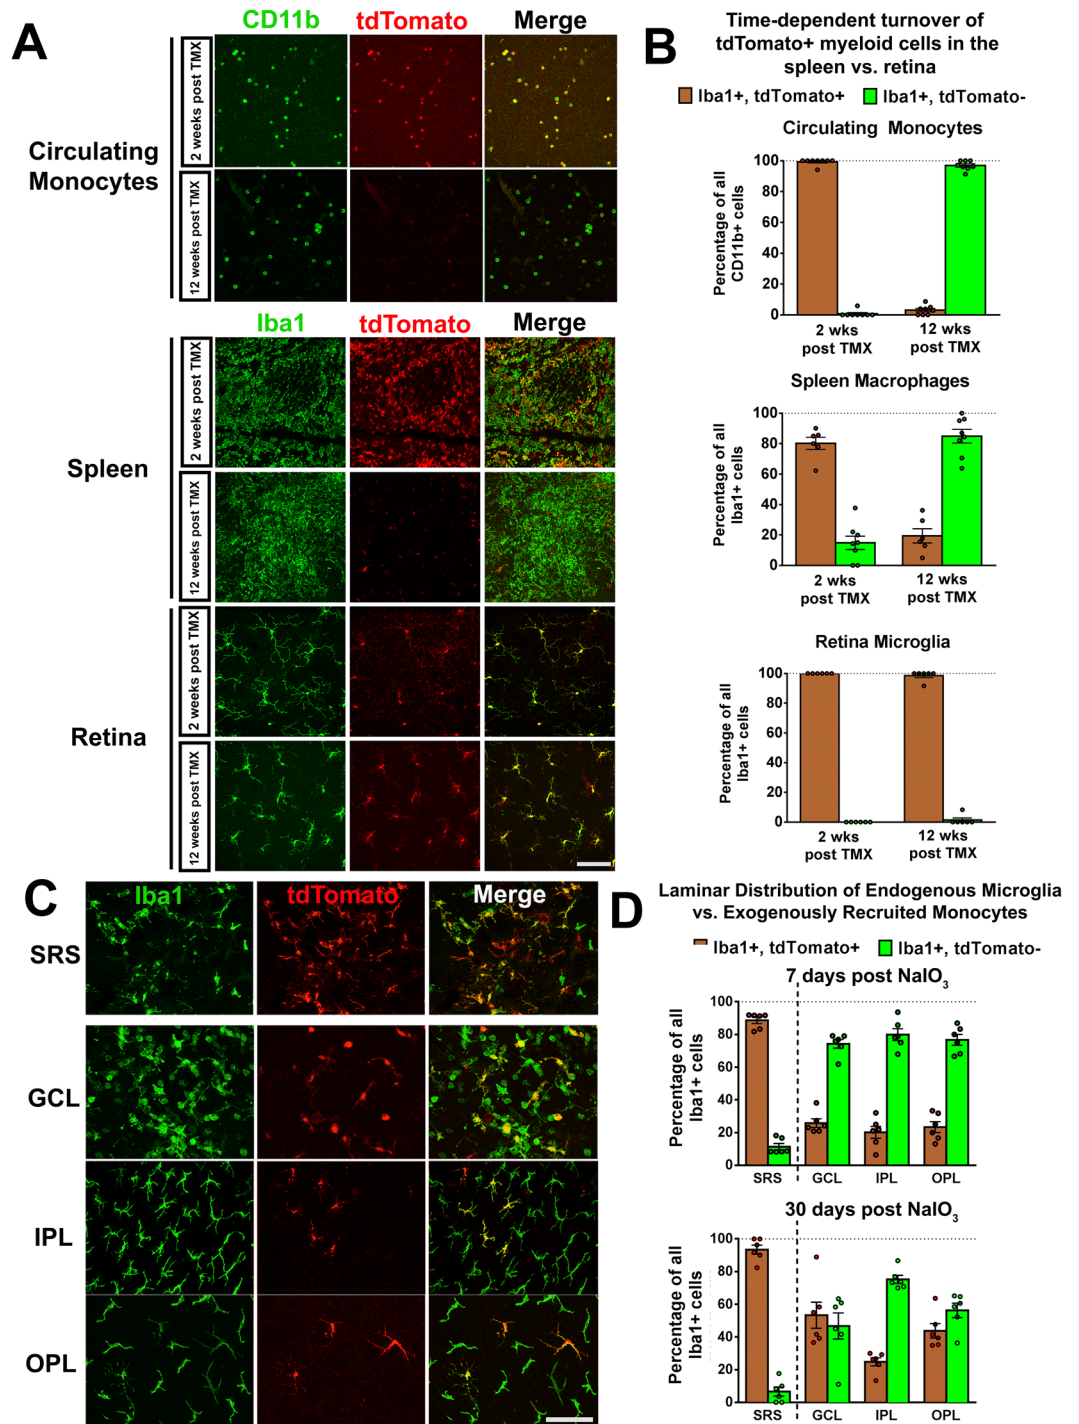 A
CD11b tdTomato Merge
2 weeks post TMX
Circulating
Monocytes
12 weeks post TMX
Iba1 tdTomato Merge
2 weeks post TMX
Spleen
12 weeks post TMX
2 weeks post TMX
Retina
12 weeks post TMX
B
Time-dependent turnover of
tdTomato+ myeloid cells in the
spleen vs. retina
Iba1+, tdTomato+ Iba1+, tdTomato-
Circulating Monocytes
Percentage of all
CD11b+ cells
100
80
60
40
20
0
2 wks 12 wks
post TMX post TMX
Spleen Macrophages
Percentage of all
Iba1+ cells
100
80
60
40
20
0
2 wks 12 wks
post TMX post TMX
Retina Microglia
Percentage of all
Iba1+ cells
100
80
60
40
20
0
2 wks 12 wks
post TMX post TMX
C
Iba1 tdTomato Merge
SRS
GCL
IPL
OPL
D
Laminar Distribution of Endogenous Microglia
vs. Exogenously Recruited Monocytes
Iba1+, tdTomato+ Iba1+, tdTomato-
7 days post NaIO3
Percentage of all
Iba1+ cells
100
80
60
40
20
0
SRS GCL IPL OPL
30 days post NaIO3
Percentage of all
Iba1+ cells
100
80
60
40
20
0
SRS GCL IPL OPL